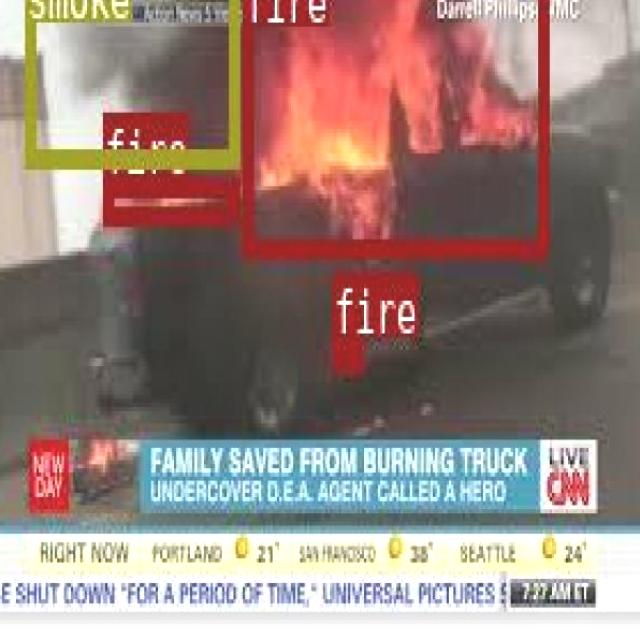 smoke
fire
Darrell Phillips
fire
fire
NEW DAY
FAMILY SAVED FROM BURNING TRUCK
UNDERCOVER D.E.A. AGENT CALLED A HERO
LIVE
CNN
RIGHT NOW PORTLAND 21° SAN FRANCISCO 38° SEATTLE 24°
E SHUT DOWN "FOR A PERIOD OF TIME," UNIVERSAL PICTURES
7:27 AM ET